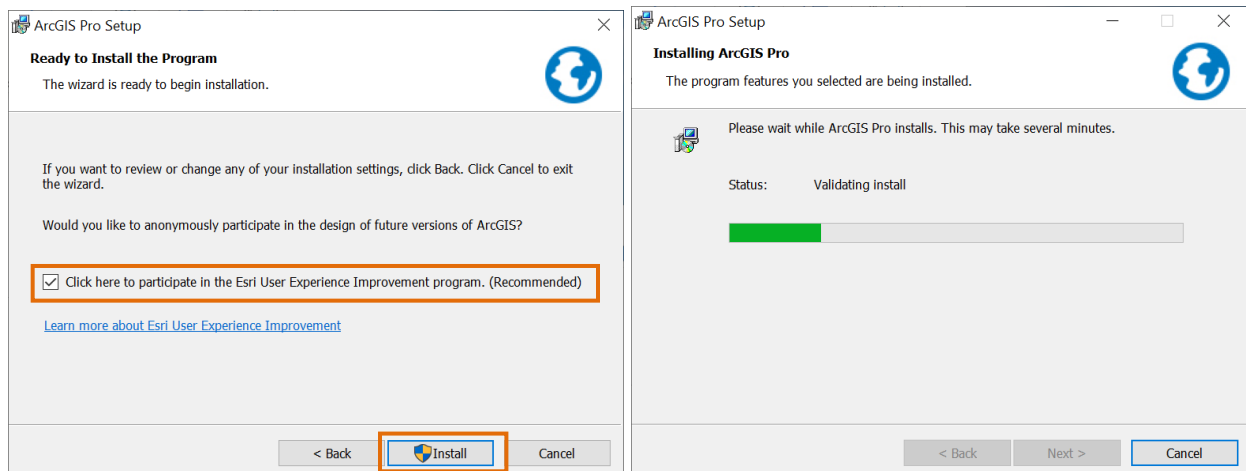 ArcGIS Pro Setup
Ready to Install the Program
The wizard is ready to begin installation.
If you want to review or change any of your installation settings, click Back. Click Cancel to exit
the wizard.
Would you like to anonymously participate in the design of future versions of ArcGIS?
Click here to participate in the Esri User Experience Improvement program. (Recommended)
Learn more about Esri User Experience Improvement
< Back
Install
Cancel
ArcGIS Pro Setup
Installing ArcGIS Pro
The program features you selected are being installed.
Please wait while ArcGIS Pro installs. This may take several minutes.
Status: Validating install
< Back
Next >
Cancel